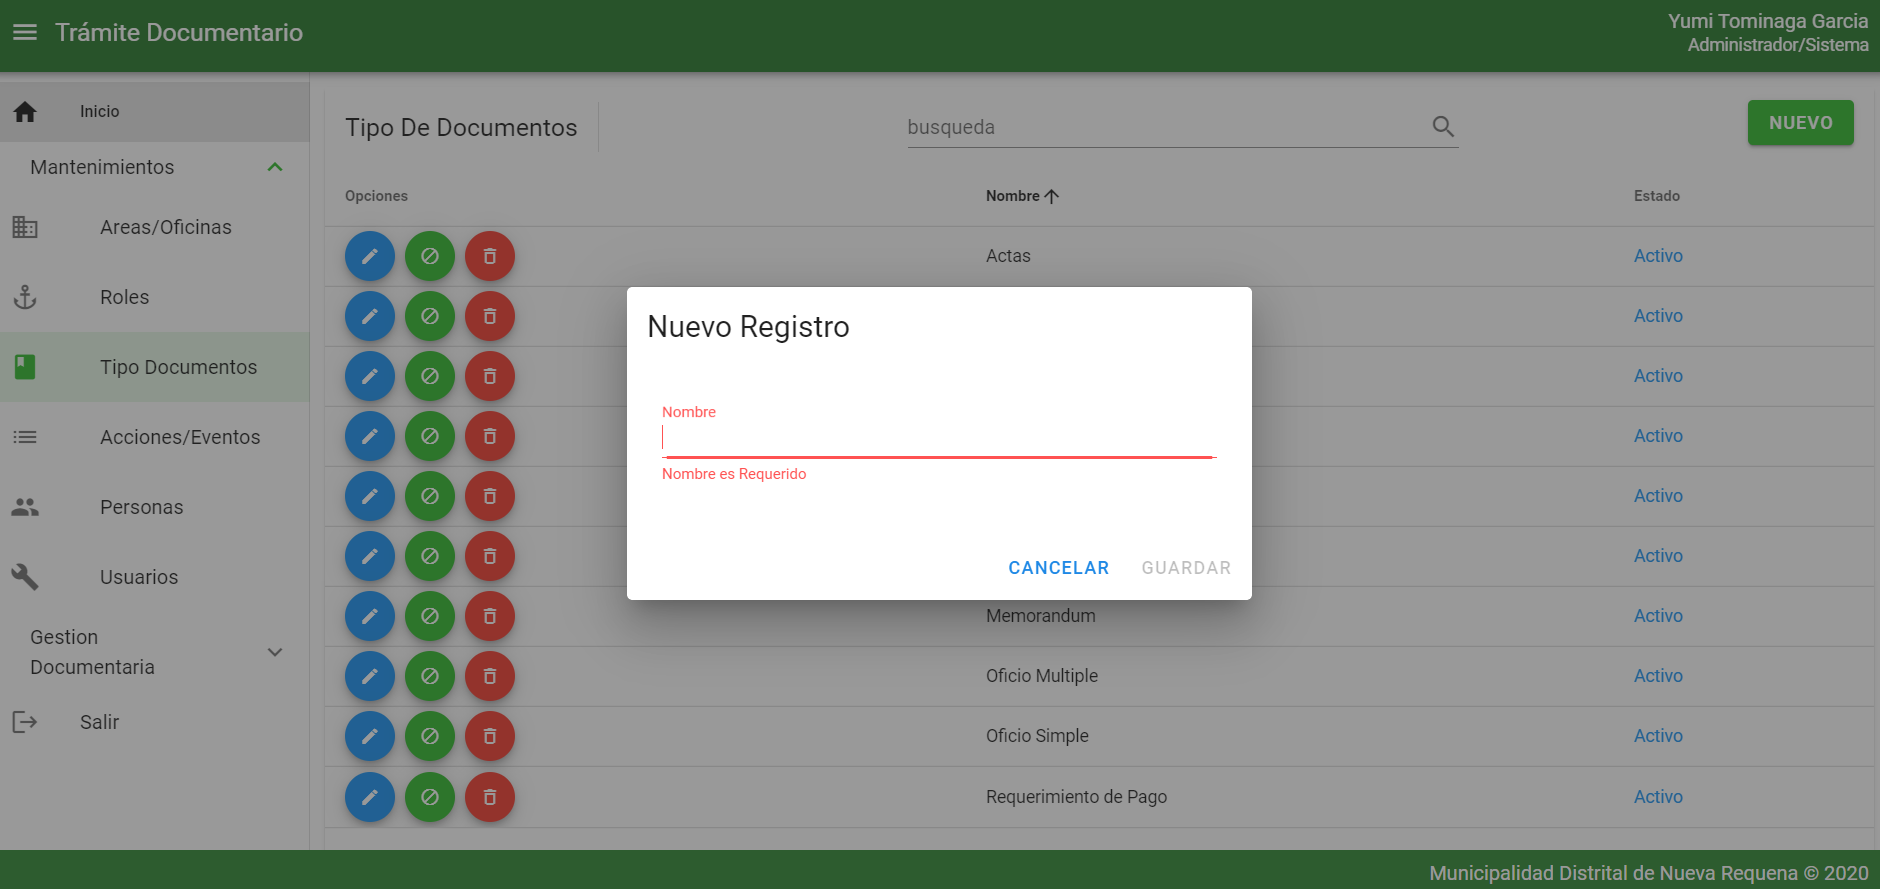 Trámite Documentario
Yumi Tominaga Garcia
Administrador/Sistema
Inicio
Mantenimientos
Areas/Oficinas
Roles
Tipo Documentos
Acciones/Eventos
Personas
Usuarios
Gestion
Documentaria
Salir
Tipo De Documentos
busqueda
NUEVO
Opciones
Nombre
Estado
Actas
Activo
Activo
Activo
Activo
Activo
Activo
Memorandum
Activo
Oficio Multiple
Activo
Oficio Simple
Activo
Requerimiento de Pago
Activo
Nuevo Registro
Nombre
Nombre es Requerido
CANCELAR
GUARDAR
Municipalidad Distrital de Nueva Requena © 2020